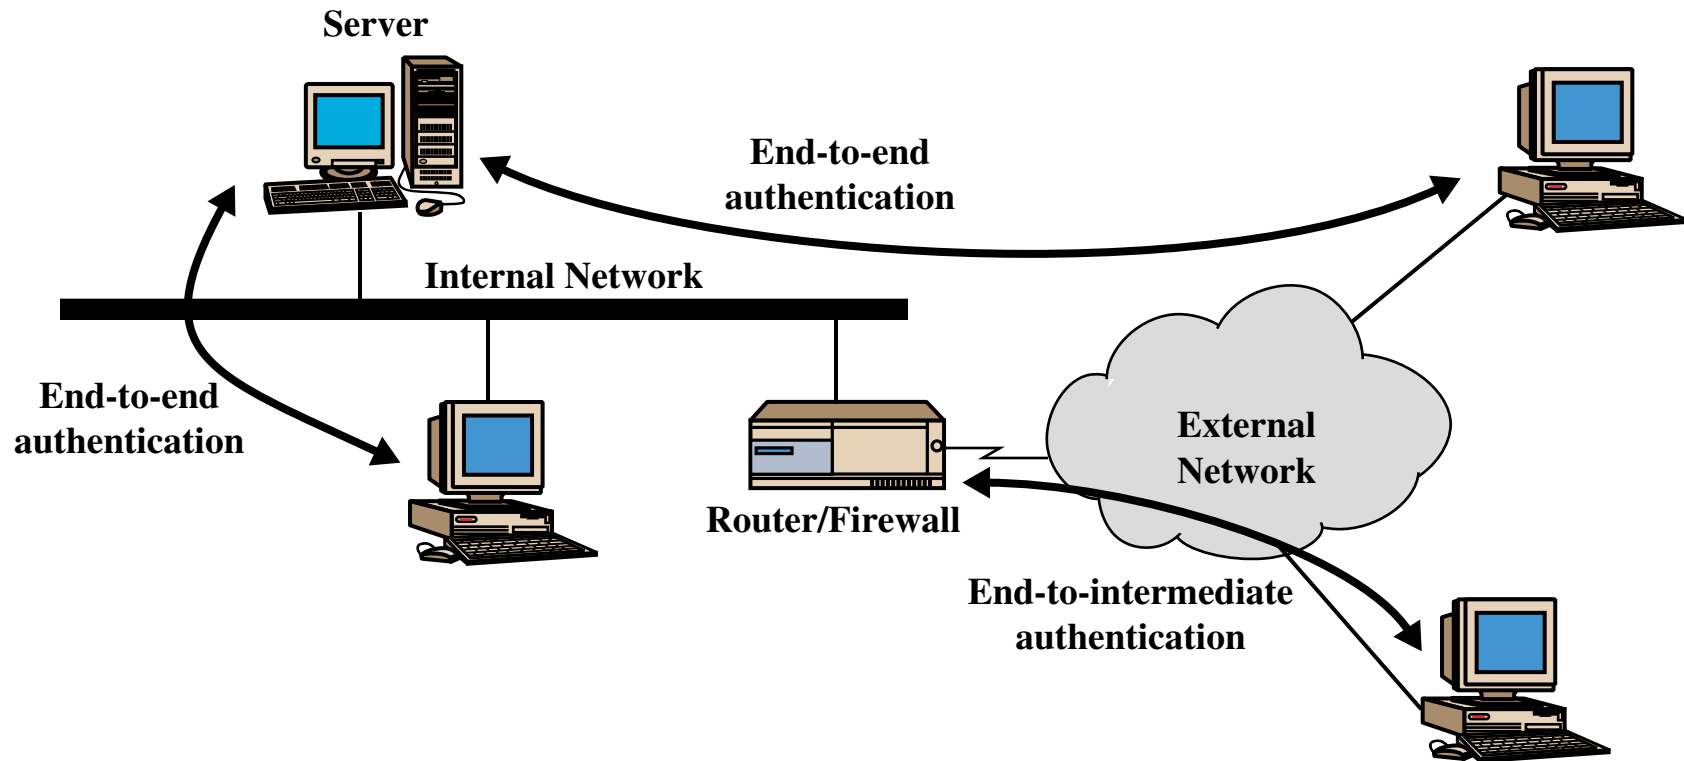 Server
End-to-end
authentication
Internal Network
End-to-end
authentication
External
Network
Router/Firewall
End-to-intermediate
authentication